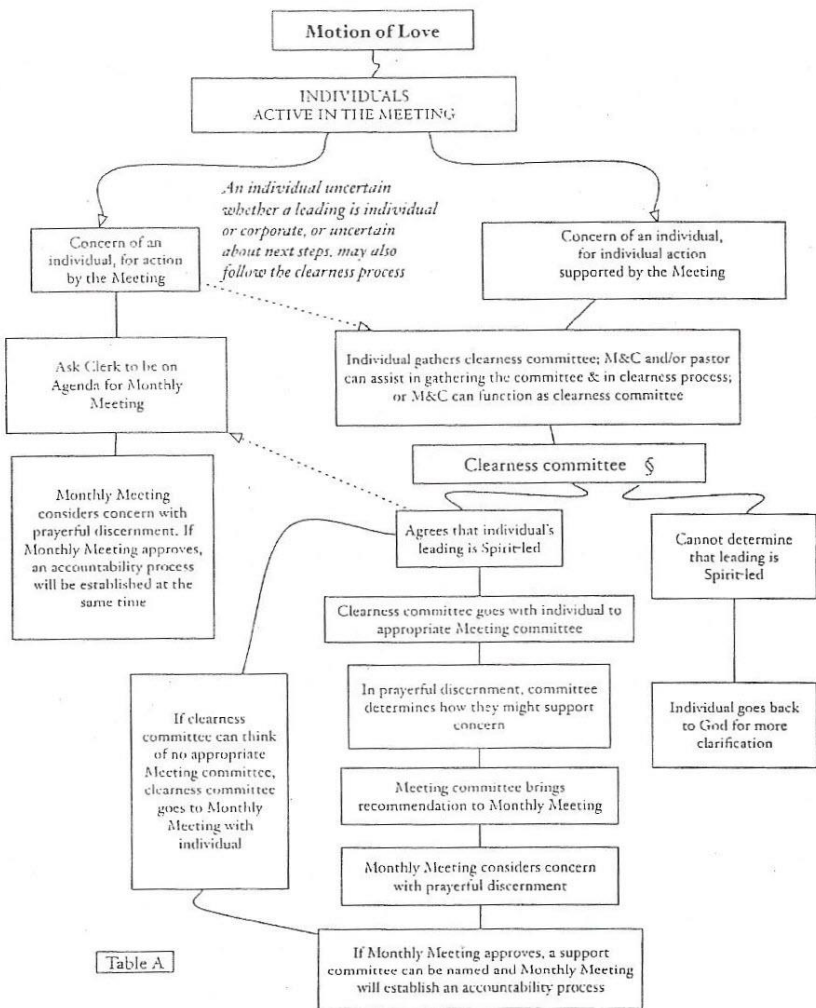 Motion of Love
INDIVIDUALS
ACTIVE IN THE MEETING
An individual uncertain
whether a leading is individual
or corporate, or uncertain
about next steps, may also
follow the clearness process
Concern of an
individual, for action
by the Meeting
Concern of an individual,
for individual action
supported by the Meeting
Ask Clerk to be on
Agenda for Monthly
Meeting
Individual gathers clearness committee; M&C and/or pastor
can assist in gathering the committee & in clearness process;
or M&C can function as clearness committee
Clearness committee §
Monthly Meeting
considers concern with
prayerful discernment. If
Monthly Meeting approves,
an accountability process
will be established at the
same time
Agrees that individual's
leading is Spirit-led
Cannot determine
that leading is
Spirit-led
Clearness committee goes with individual to
appropriate Meeting committee
In prayerful discernment, committee
determines how they might support
concern
Individual goes back
to God for more
clarification
If clearness
committee can think
of no appropriate
Meeting committee,
clearness committee
goes to Monthly
Meeting with
individual
Meeting committee brings
recommendation to Monthly Meeting
Monthly Meeting considers concern
with prayerful discernment
If Monthly Meeting approves, a support
committee can be named and Monthly Meeting
will establish an accountability process
Table A